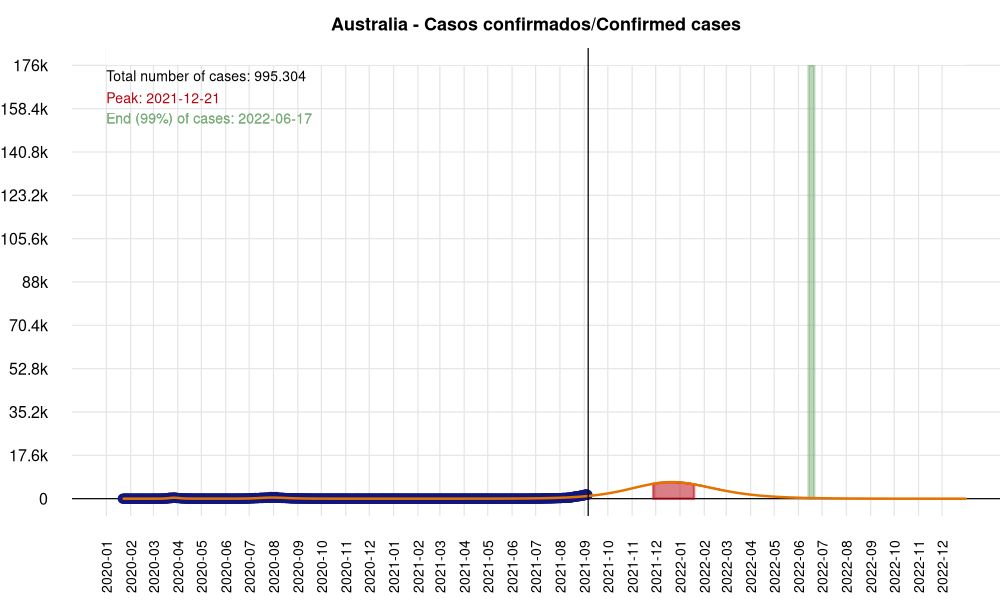 Australia - Casos confirmados/Confirmed cases
Total number of cases: 995.304
Peak: 2021-12-21
End (99%) of cases: 2022-06-17
176k
158.4k
140.8k
123.2k
105.6k
88k
70.4k
52.8k
35.2k
17.6k
0
2020-01
2020-02
2020-03
2020-04
2020-05
2020-06
2020-07
2020-08
2020-09
2020-10
2020-11
2020-12
2021-01
2021-02
2021-03
2021-04
2021-05
2021-06
2021-07
2021-08
2021-09
2021-10
2021-11
2021-12
2022-01
2022-02
2022-03
2022-04
2022-05
2022-06
2022-07
2022-08
2022-09
2022-10
2022-11
2022-12